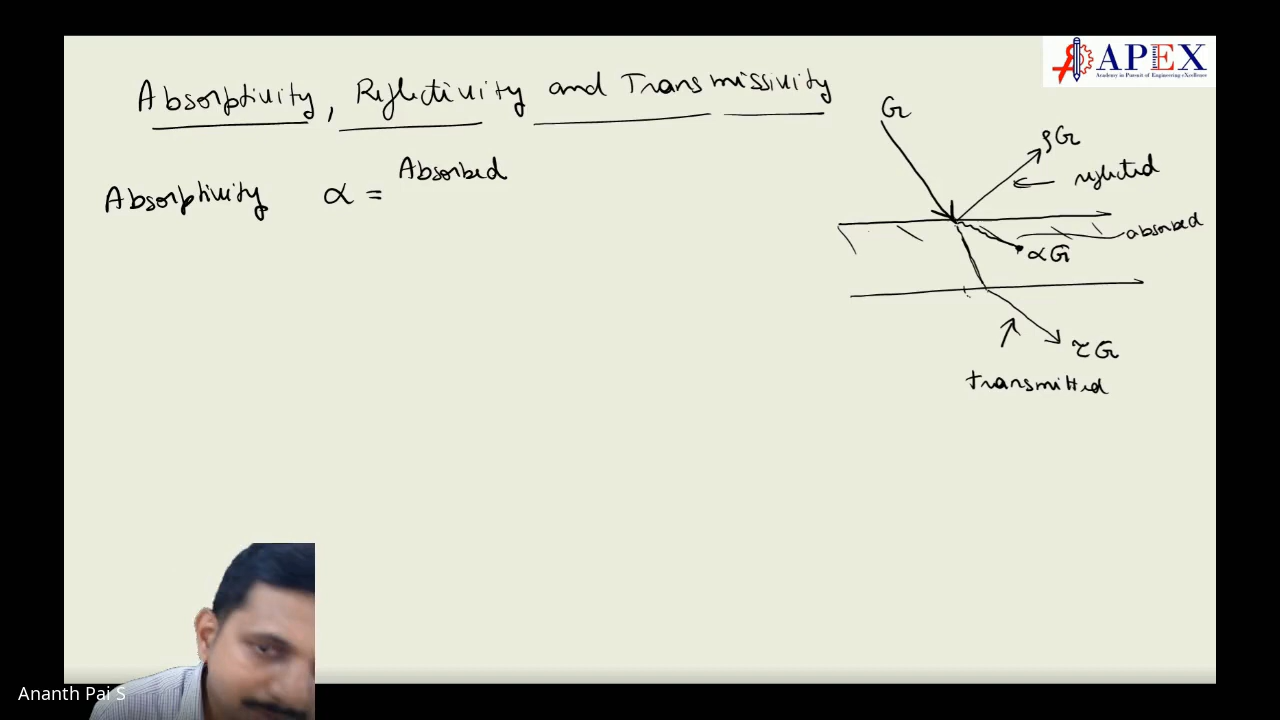 APEX
Academy in Pursuit of Engineering eXcellence
Absorptivity, Reflectivity and Transmissivity
G
ρG
reflected
Absorptivity α = Absorbed
absorbed
αG
τG
transmitted
Ananth Pai S